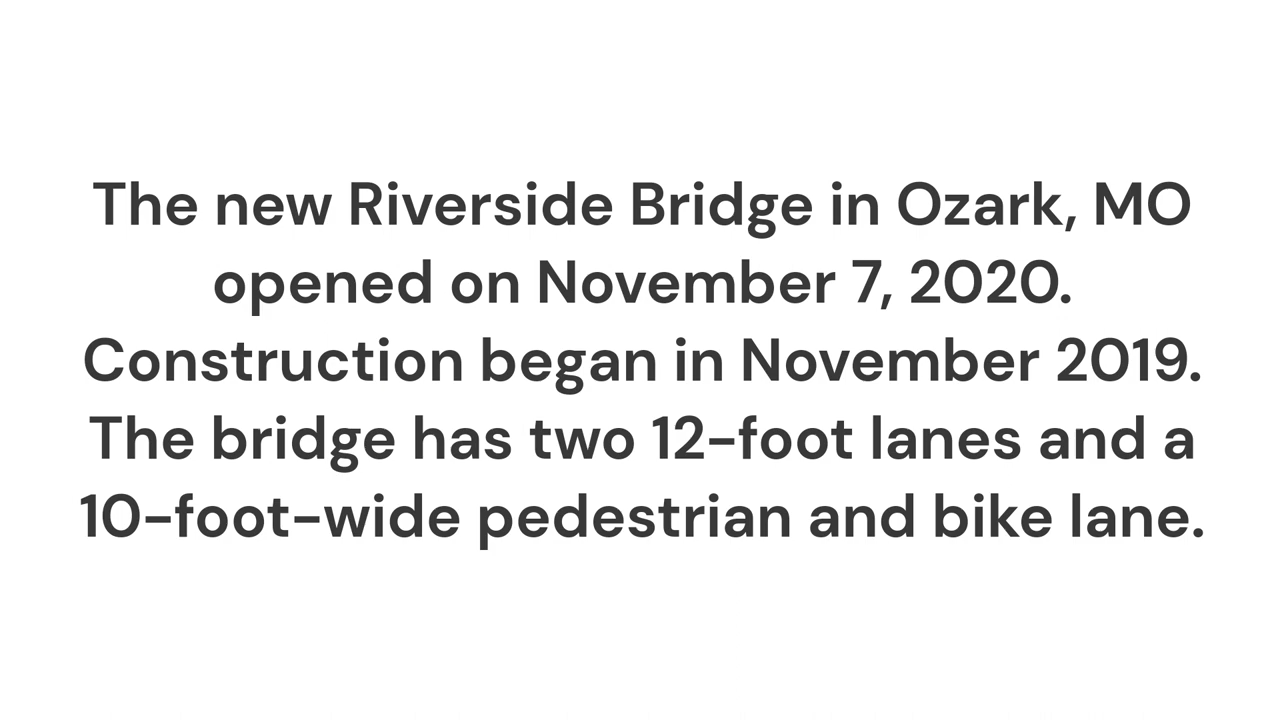 The new Riverside Bridge in Ozark, MO
opened on November 7, 2020.
Construction began in November 2019.
The bridge has two 12-foot lanes and a
10-foot-wide pedestrian and bike lane.